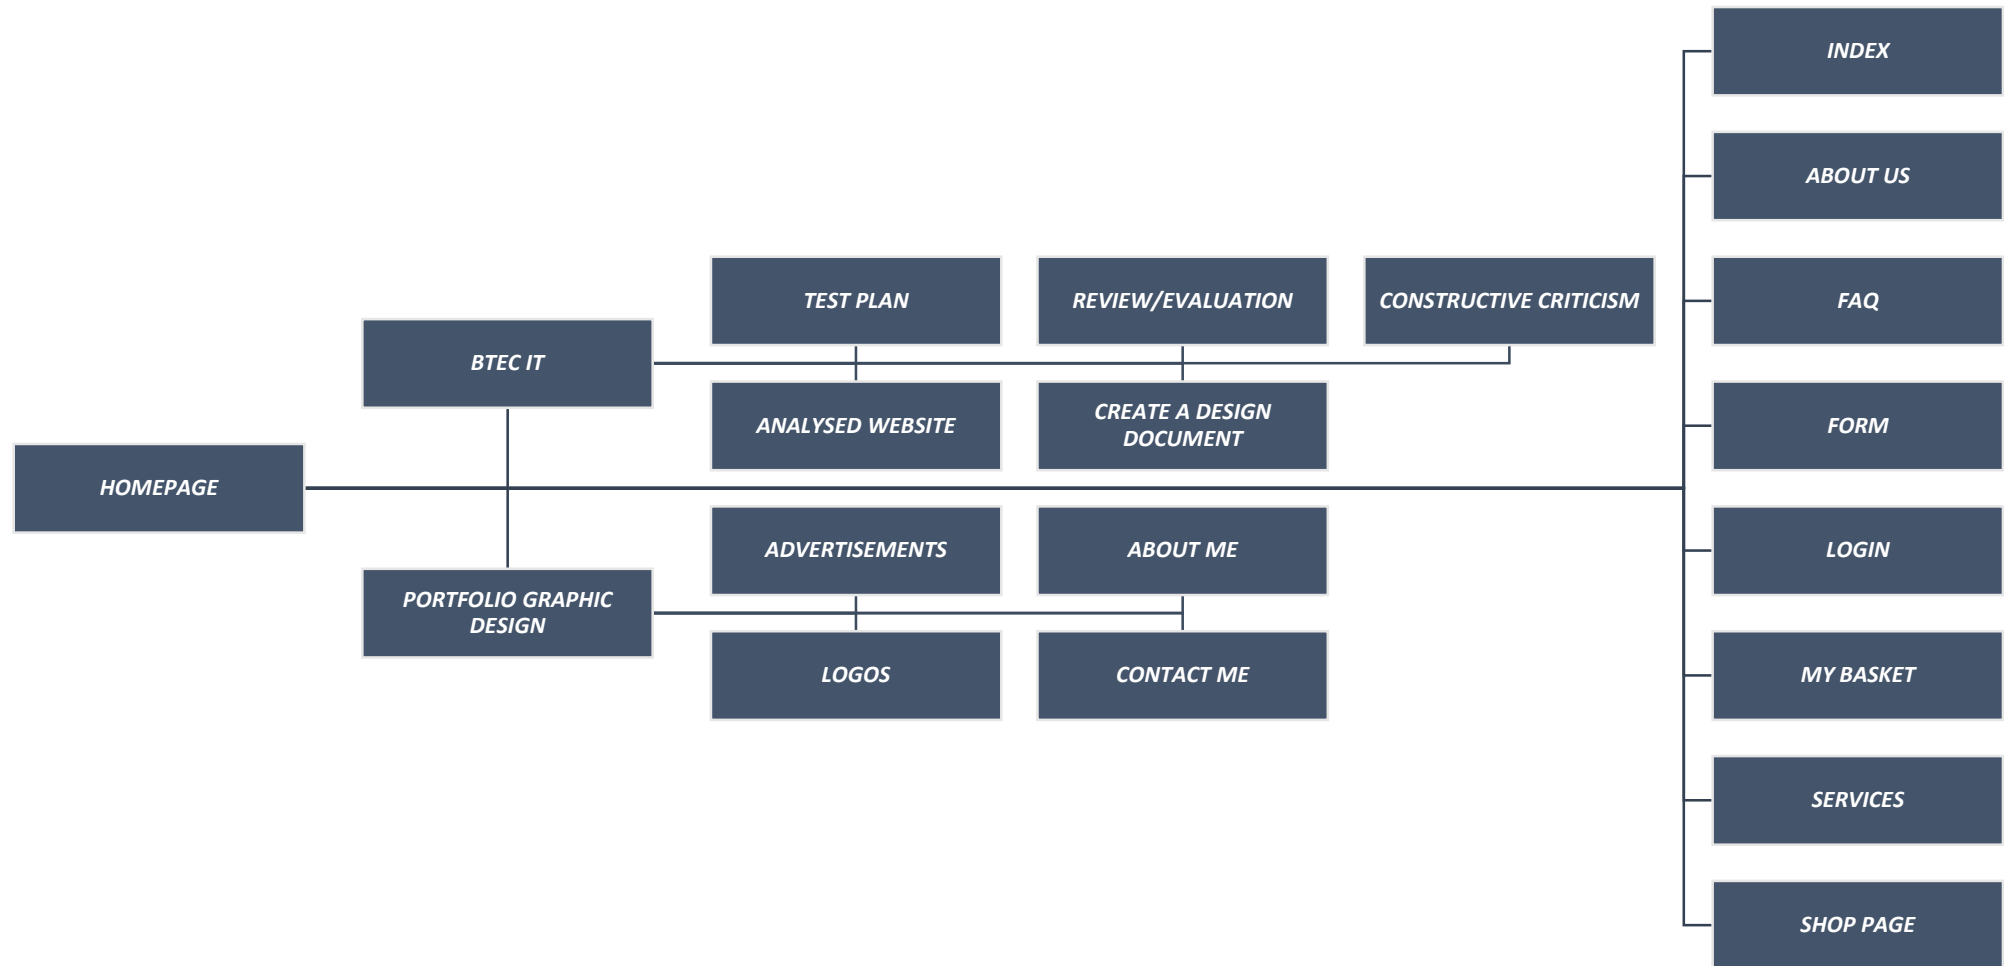 HOMEPAGE
BTEC IT
TEST PLAN
REVIEW/EVALUATION
CONSTRUCTIVE CRITICISM
ANALYSED WEBSITE
CREATE A DESIGN
DOCUMENT
PORTFOLIO GRAPHIC
DESIGN
ADVERTISEMENTS
ABOUT ME
LOGOS
CONTACT ME
INDEX
ABOUT US
FAQ
FORM
LOGIN
MY BASKET
SERVICES
SHOP PAGE